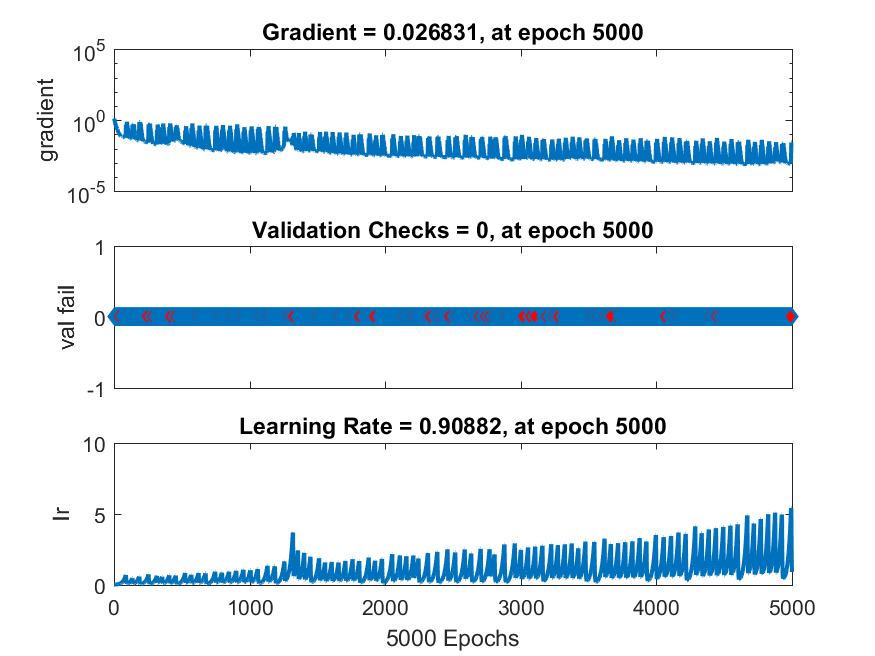 Gradient = 0.026831, at epoch 5000
10^5
10^0
10^-5
gradient
Validation Checks = 0, at epoch 5000
1
0
-1
val fail
Learning Rate = 0.90882, at epoch 5000
10
5
0
lr
0 1000 2000 3000 4000 5000
5000 Epochs